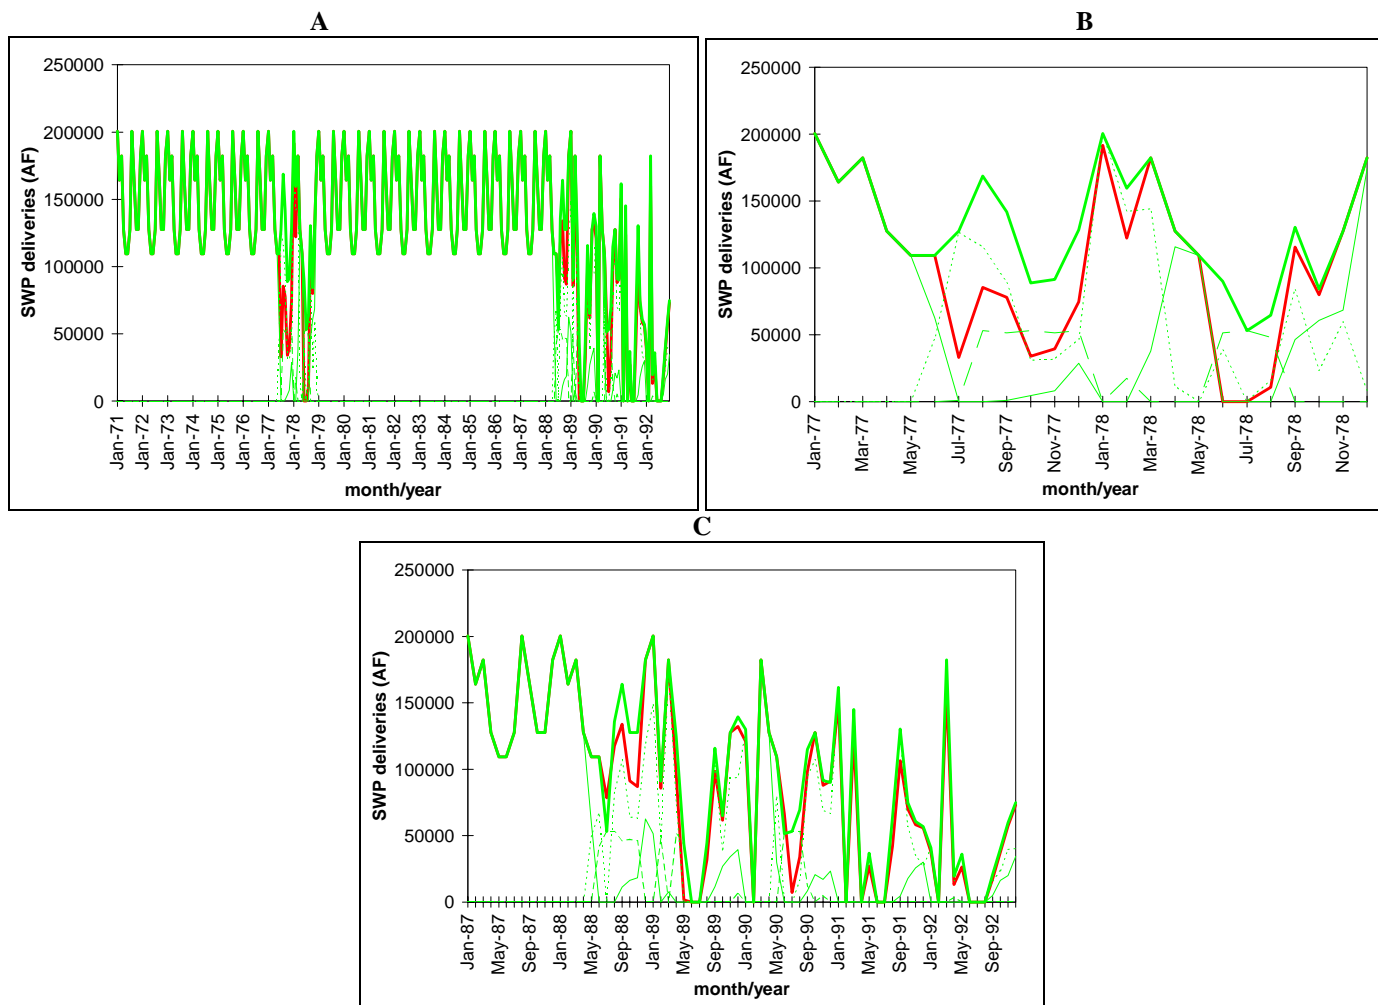 A
B
250000
200000
150000
100000
50000
0
SWP deliveries (AF)
Jan-71
Jan-72
Jan-73
Jan-74
Jan-75
Jan-76
Jan-77
Jan-78
Jan-79
Jan-80
Jan-81
Jan-82
Jan-83
Jan-84
Jan-85
Jan-86
Jan-87
Jan-88
Jan-89
Jan-90
Jan-91
Jan-92
month/year
250000
200000
150000
100000
50000
0
SWP deliveries (AF)
Jan-77
Mar-77
May-77
Jul-77
Sep-77
Nov-77
Jan-78
Mar-78
May-78
Jul-78
Sep-78
Nov-78
month/year
C
250000
200000
150000
100000
50000
0
SWP deliveries (AF)
Jan-87
May-87
Sep-87
Jan-88
May-88
Sep-88
Jan-89
May-89
Sep-89
Jan-90
May-90
Sep-90
Jan-91
May-91
Sep-91
Jan-92
May-92
Sep-92
month/year